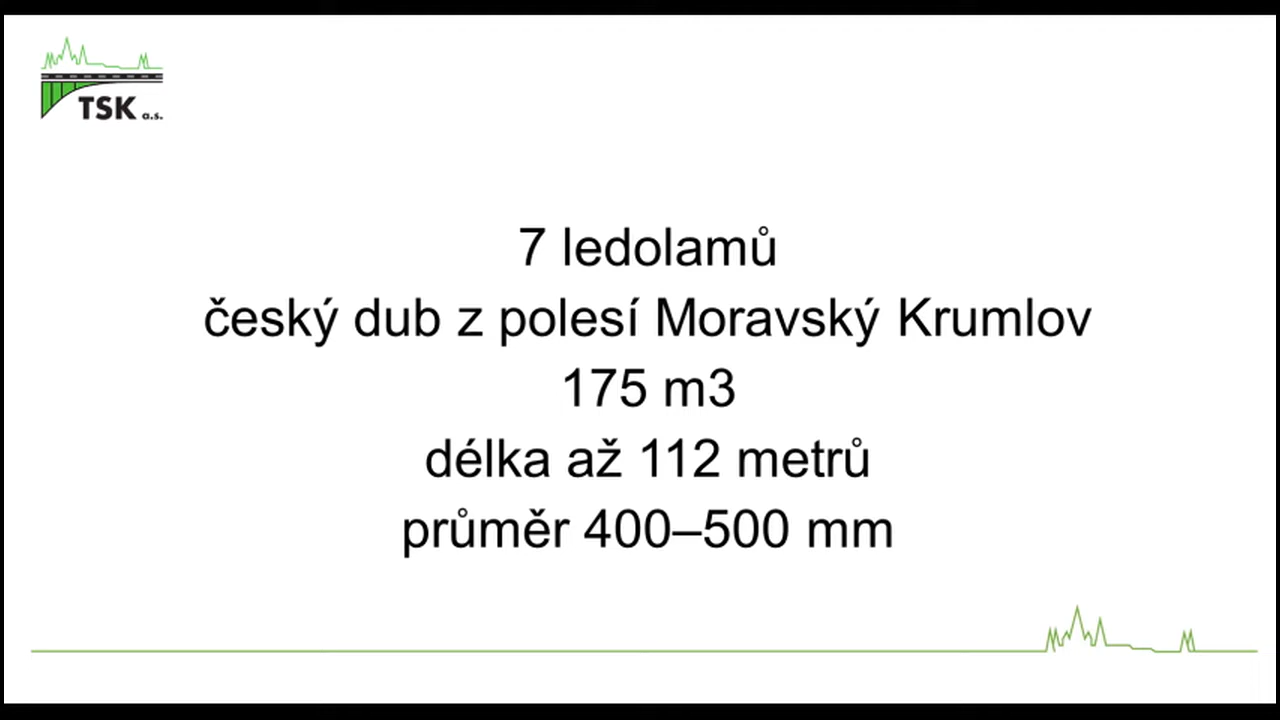 TSK a.s.
7 ledolamů
český dub z polesí Moravský Krumlov
175 m3
délka až 112 metrů
průměr 400–500 mm